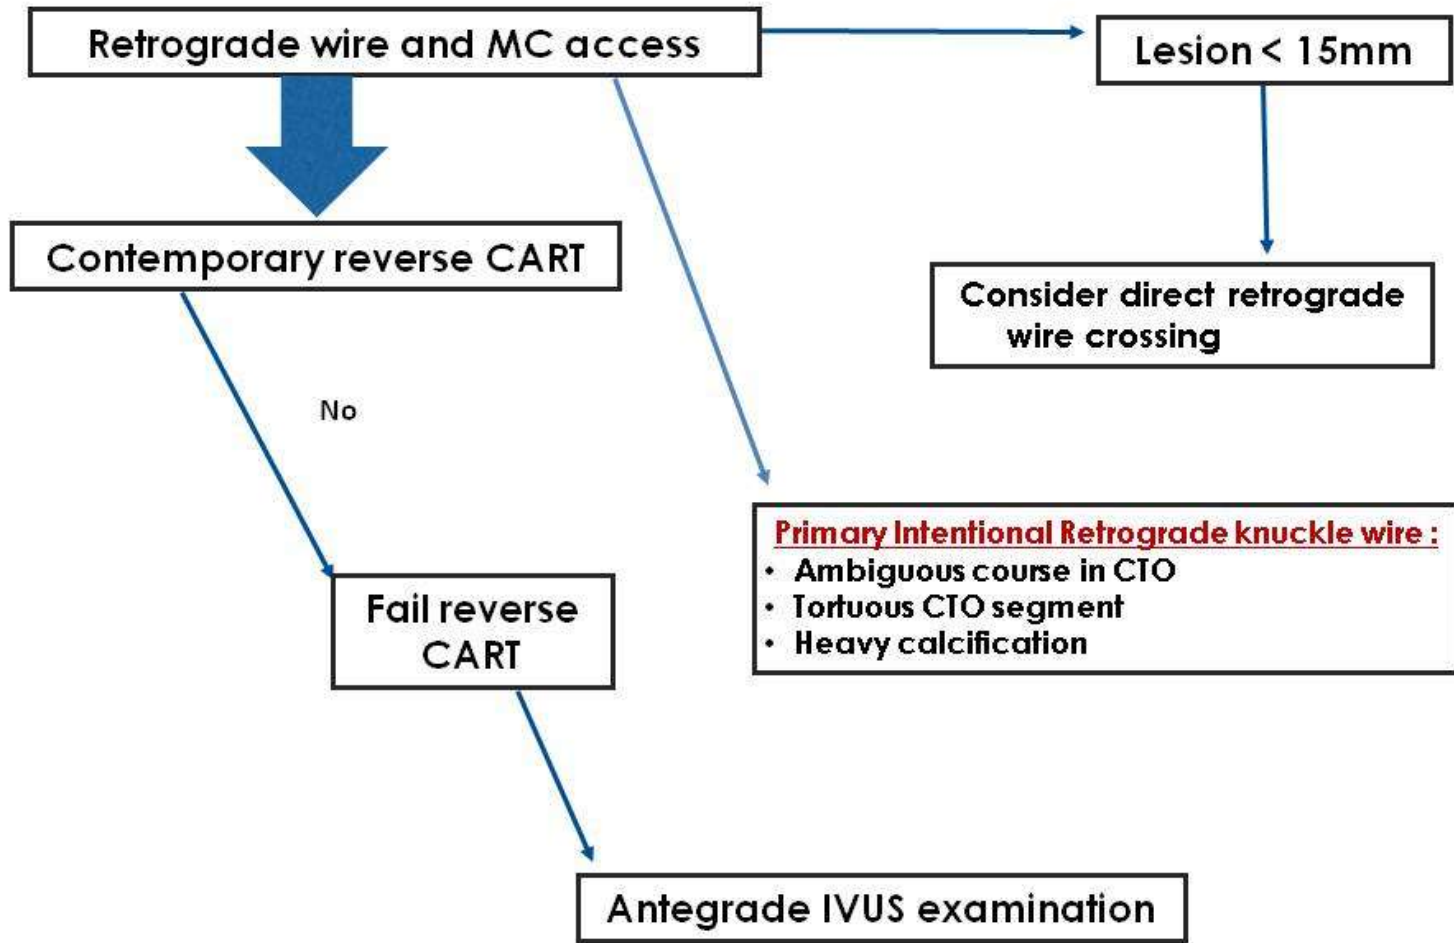 Retrograde wire and MC access
Lesion < 15mm
Contemporary reverse CART
Consider direct retrograde
wire crossing
No
Primary Intentional Retrograde knuckle wire :
• Ambiguous course in CTO
• Tortuous CTO segment
• Heavy calcification
Fail reverse
CART
Antegrade IVUS examination